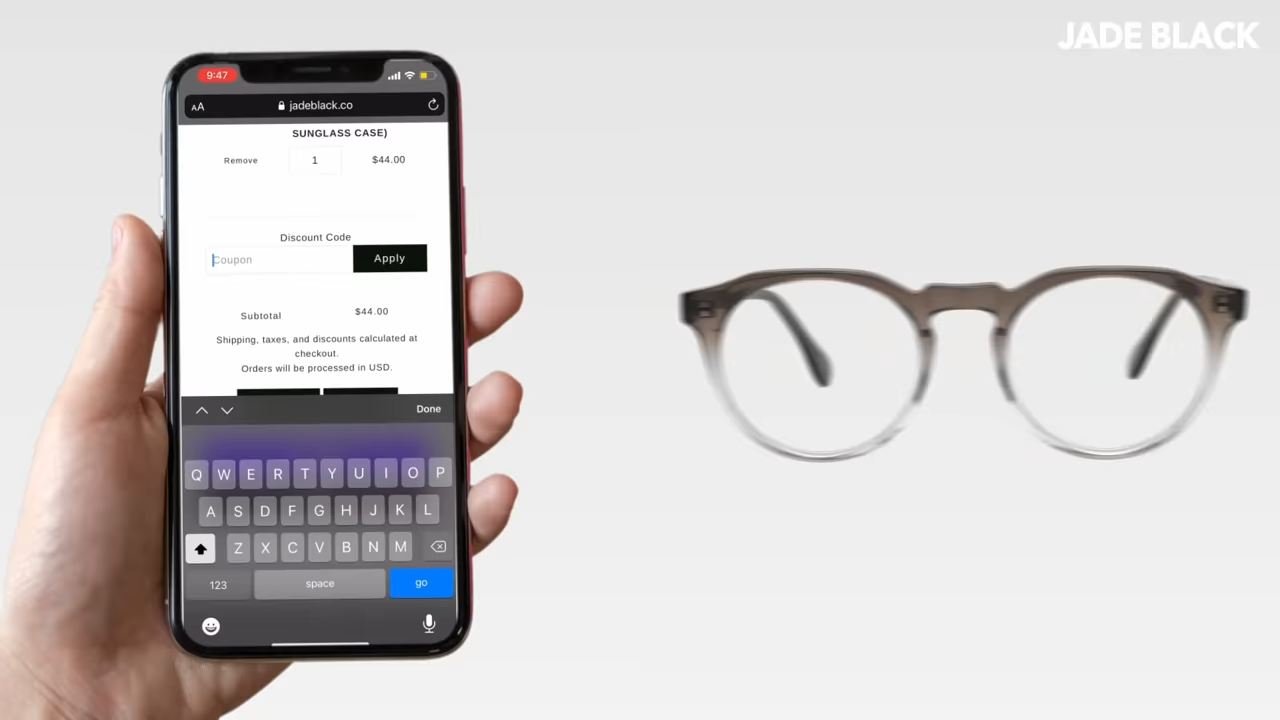 JADE BLACK
9:47
AA
jadeblack.co
SUNGLASS CASE)
Remove 1 $44.00
Discount Code
Coupon Apply
Subtotal $44.00
Shipping, taxes, and discounts calculated at
checkout.
Orders will be processed in USD.
Done
Q W E R T Y U I O P
A S D F G H J K L
Z X C V B N M
123 space go